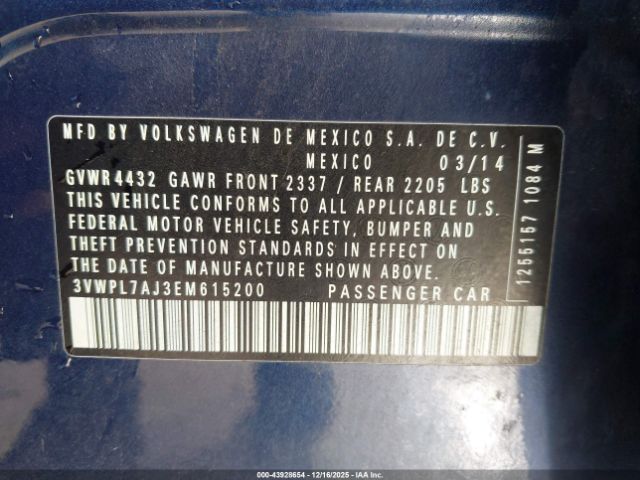 MFD BY VOLKSWAGEN DE MEXICO S.A. DE C.V.
MEXICO 03/14
GVWR 4432 GAWR FRONT 2337 / REAR 2205 LBS
THIS VEHICLE CONFORMS TO ALL APPLICABLE U.S.
FEDERAL MOTOR VEHICLE SAFETY, BUMPER AND
THEFT PREVENTION STANDARDS IN EFFECT ON
THE DATE OF MANUFACTURE SHOWN ABOVE.
3VWPL7AJ3EM615200 PASSENGER CAR
1255157 1084 M
000-43928654 - 12/16/2025 - IAA Inc.